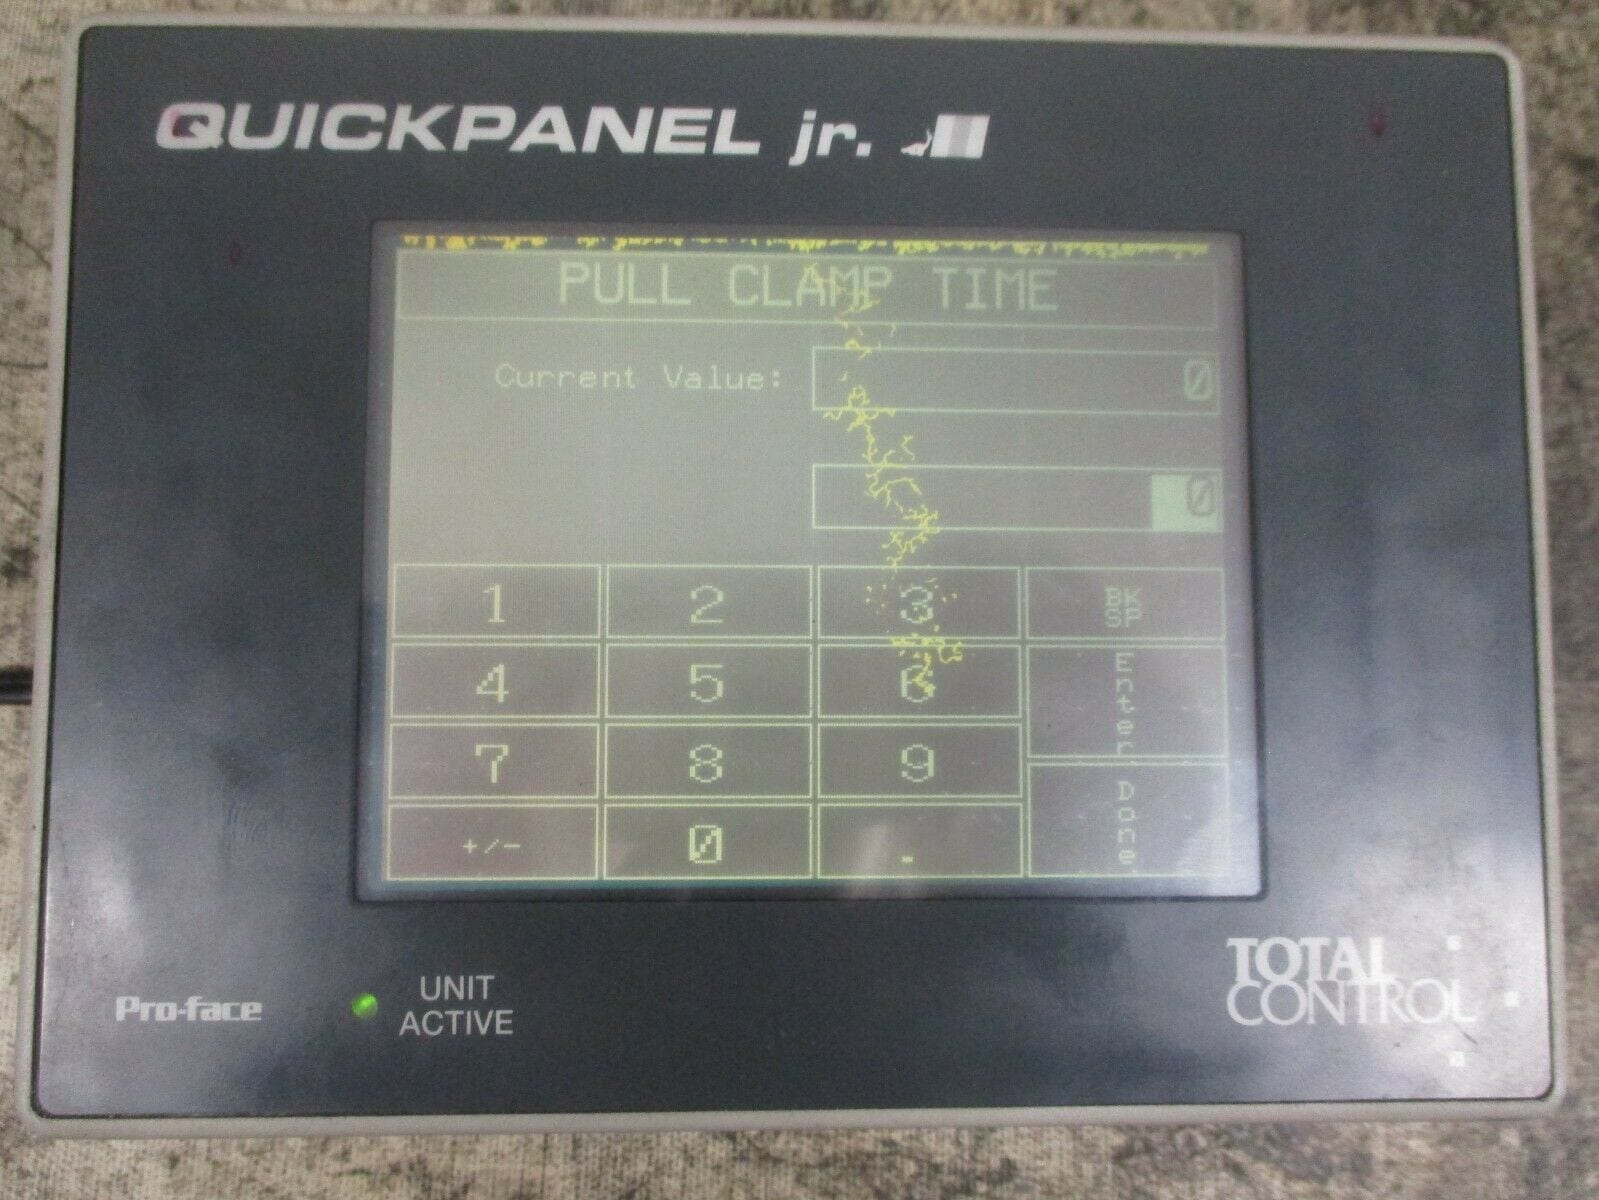 QUICKPANEL jr.
PULL CLAMP TIME
Current Value: 0
0
1 2 3 BK SP
4 5 6 Enter
7 8 9 Done
+/- 0 .
Pro-face
UNIT ACTIVE
TOTAL CONTROL